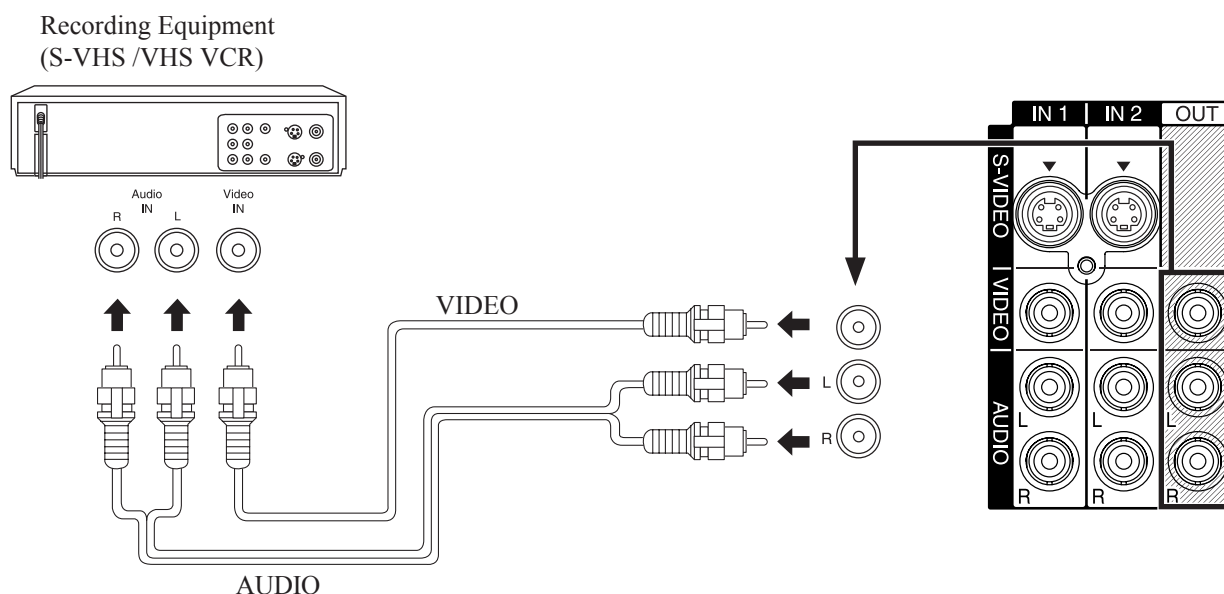 Recording Equipment
(S-VHS /VHS VCR)
Audio
IN
Video
IN
R
L
VIDEO
AUDIO
L
R
IN 1
IN 2
OUT
S-VIDEO
VIDEO
AUDIO
L
L
L
R
R
R